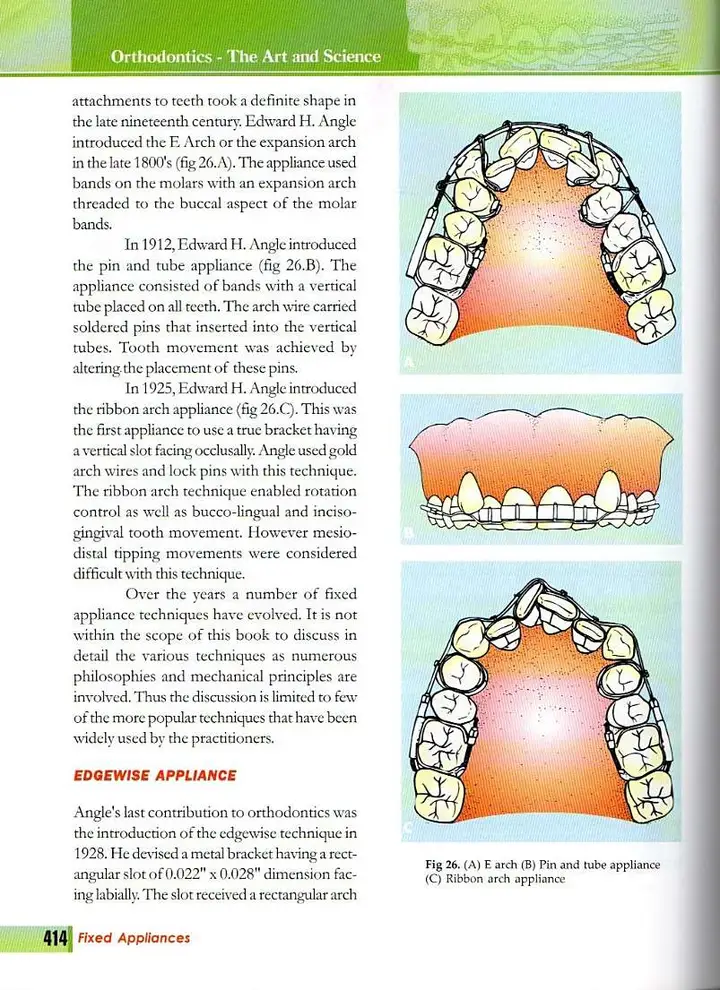 Orthodontics - The Art and Science
attachments to teeth took a definite shape in
the late nineteenth century. Edward H. Angle
introduced the E Arch or the expansion arch
in the late 1800's (fig 26.A). The appliance used
bands on the molars with an expansion arch
threaded to the buccal aspect of the molar
bands.
In 1912, Edward H. Angle introduced
the pin and tube appliance (fig 26.B). The
appliance consisted of bands with a vertical
tube placed on all teeth. The arch wire carried
soldered pins that inserted into the vertical
tubes. Tooth movement was achieved by
altering the placement of these pins.
In 1925, Edward H. Angle introduced
the ribbon arch appliance (fig 26.C). This was
the first appliance to use a true bracket having
a vertical slot facing occlusally. Angle used gold
arch wires and lock pins with this technique.
The ribbon arch technique enabled rotation
control as well as bucco-lingual and inciso-
gingival tooth movement. However mesio-
distal tipping movements were considered
difficult with this technique.
Over the years a number of fixed
appliance techniques have evolved. It is not
within the scope of this book to discuss in
detail the various techniques as numerous
philosophies and mechanical principles are
involved. Thus the discussion is limited to few
of the more popular techniques that have been
widely used by the practitioners.
EDGEWISE APPLIANCE
Angle's last contribution to orthodontics was
the introduction of the edgewise technique in
1928. He devised a metal bracket having a rect-
angular slot of 0.022" x 0.028" dimension fac-
ing labially. The slot received a rectangular arch
A
B
C
Fig 26. (A) E arch (B) Pin and tube appliance
(C) Ribbon arch appliance
414 Fixed Appliances